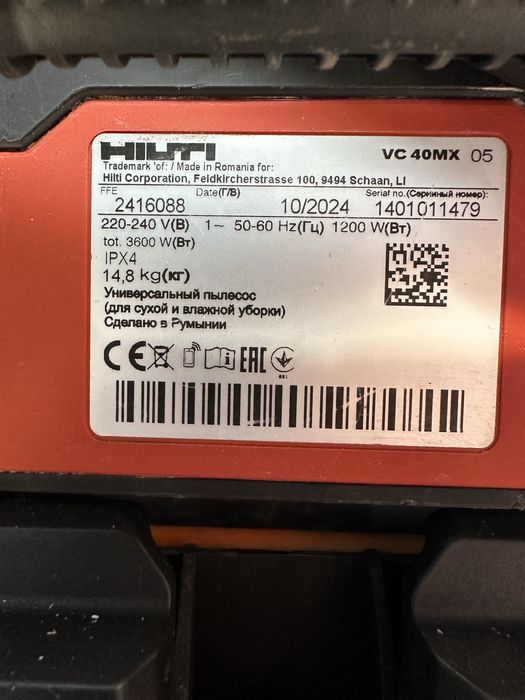 HILTI VC 40MX 05
Trademark of: / Made in Romania for:
Hilti Corporation, Feldkircherstrasse 100, 9494 Schaan, LI
FFE Date(Г/В) Serial no.(Серийный номер):
2416088 10/2024 1401011479
220-240 V(В) 1~ 50-60 Hz(Гц) 1200 W(Вт)
tot. 3600 W(Вт)
IPX4
14,8 kg(кг)
Универсальный пылесос
(для сухой и влажной уборки)
Сделано в Румынии
CE i EAC